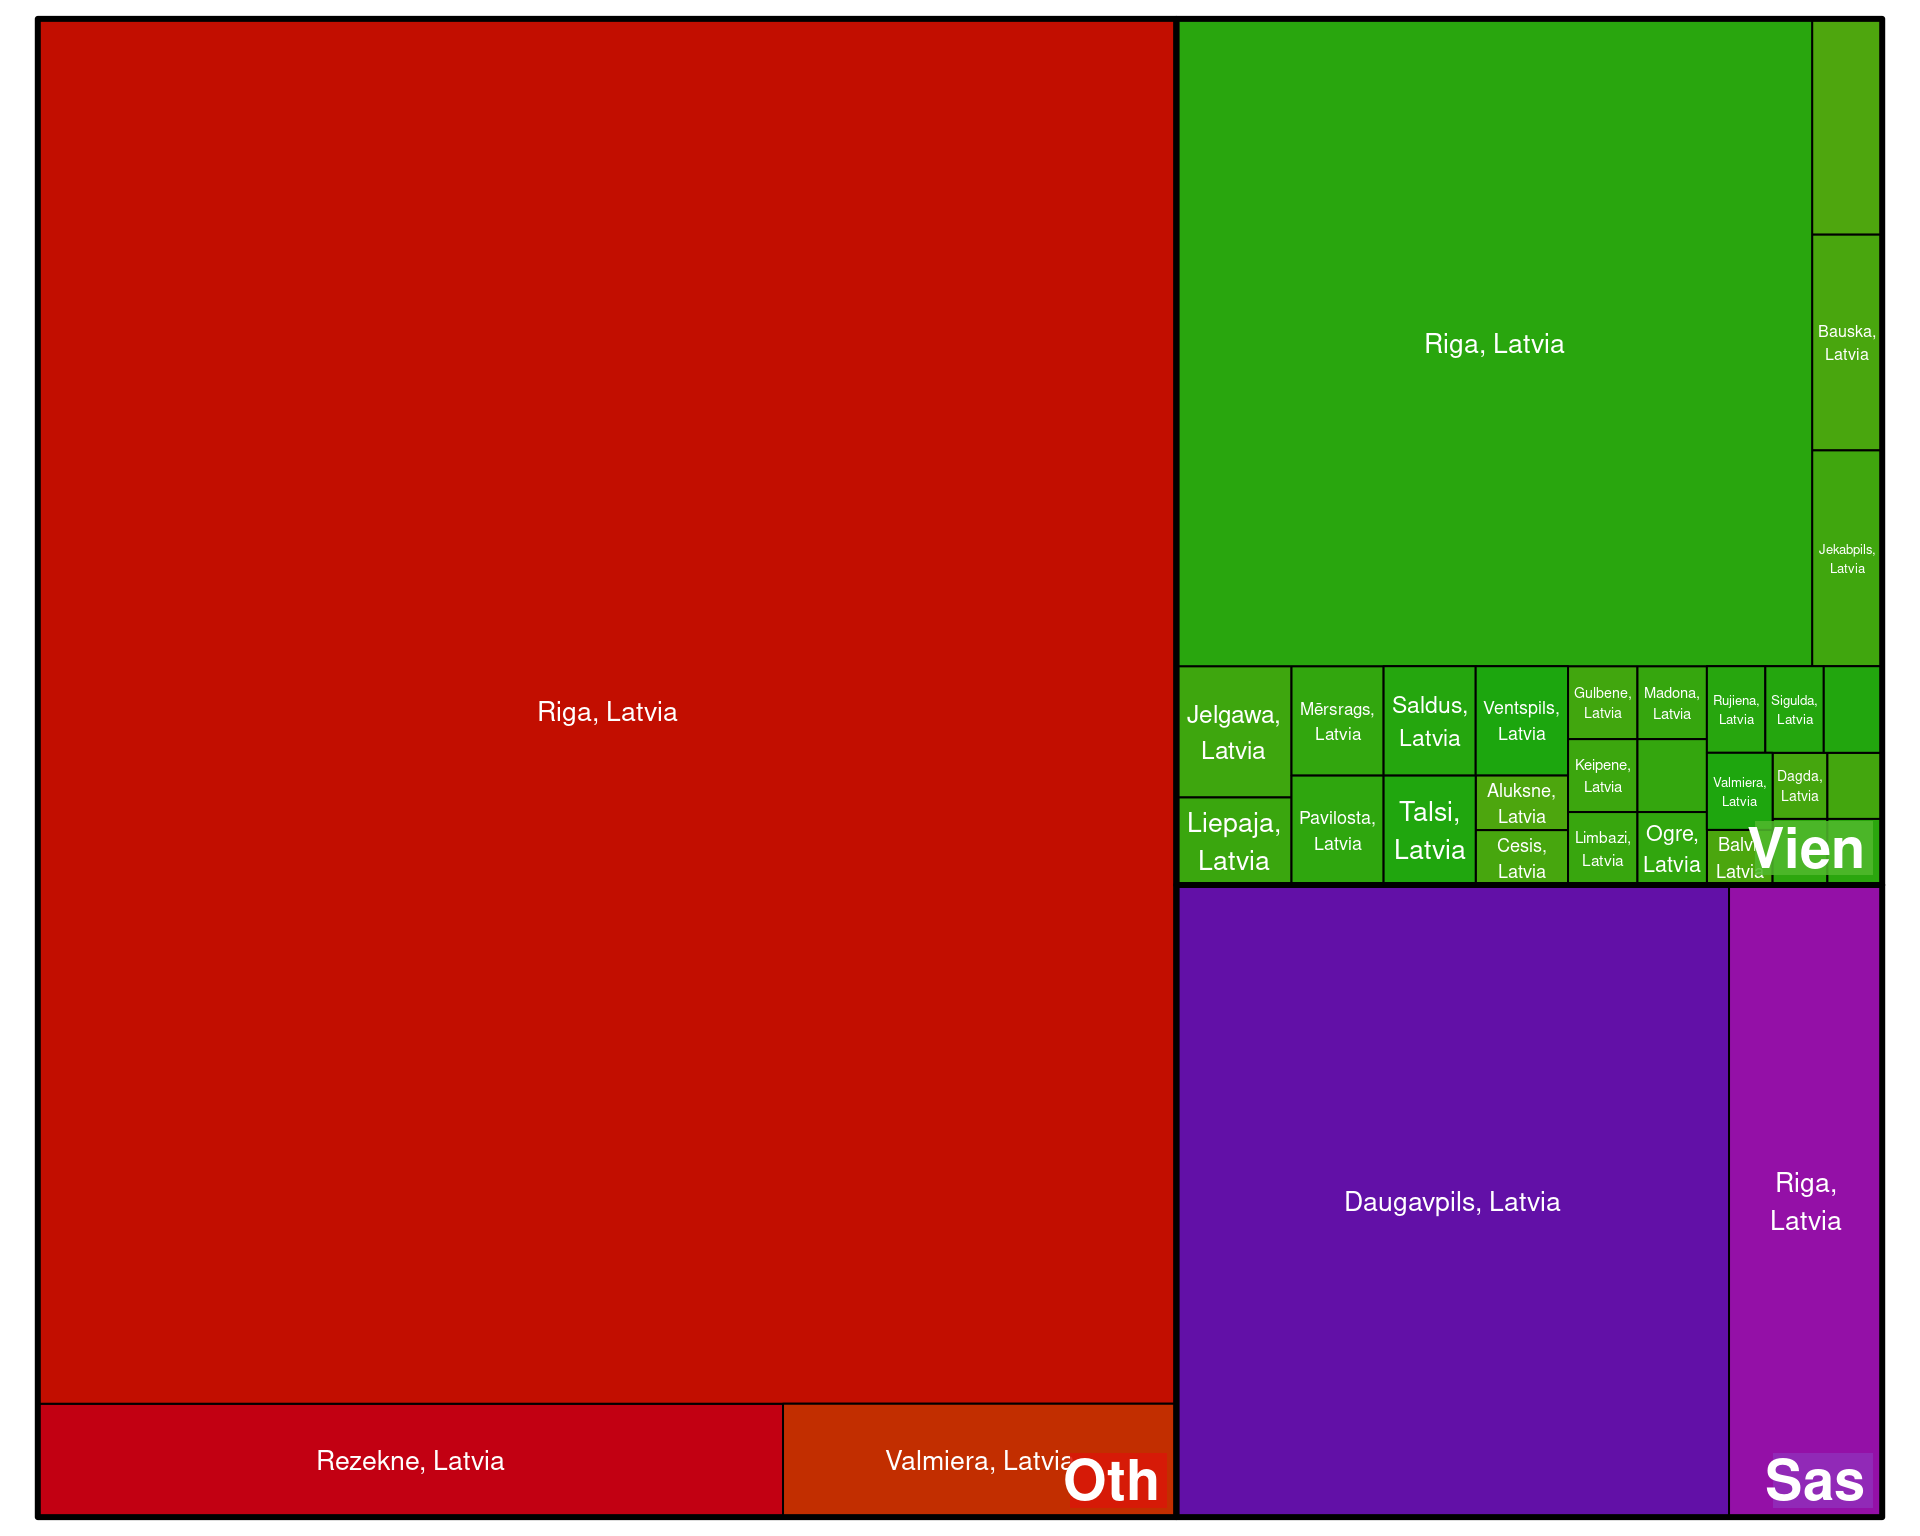 Riga, Latvia
Rezekne, Latvia
Valmiera, Latvia
Oth
Riga, Latvia
Bauska,
Latvia
Jekabpils,
Latvia
Jelgawa,
Latvia
Liepaja,
Latvia
Mērsrags,
Latvia
Pavilosta,
Latvia
Saldus,
Latvia
Talsi,
Latvia
Ventspils,
Latvia
Aluksne,
Latvia
Cesis,
Latvia
Gulbene,
Latvia
Keipene,
Latvia
Limbazi,
Latvia
Madona,
Latvia
Ogre,
Latvia
Rujiena,
Latvia
Sigulda,
Latvia
Valmiera,
Latvia
Dagda,
Latvia
Balvi,
Latvia
Vien
Daugavpils, Latvia
Riga,
Latvia
Sas